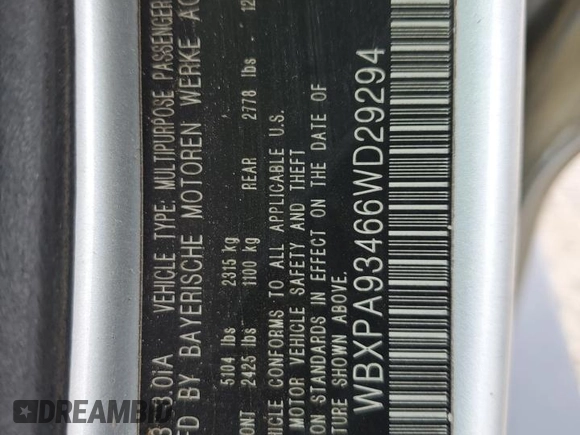 VEHICLE TYPE: MULTIPURPOSE PASSENGER
BY BAYERISCHE MOTOREN WERKE AG
5104 lbs 2315 kg
2425 lbs 1100 kg REAR 2778 lbs 12
CONFORMS TO ALL APPLICABLE U.S.
MOTOR VEHICLE SAFETY AND THEFT
STANDARDS IN EFFECT ON THE DATE OF
SHOWN ABOVE.
WBXPA93466WD29294
DREAMBID